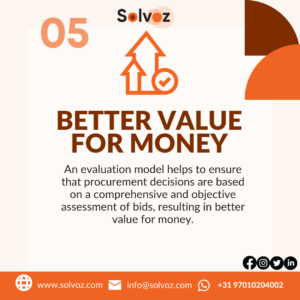 Solvoz
05
BETTER VALUE
FOR MONEY
An evaluation model helps to ensure
that procurement decisions are based
on a comprehensive and objective
assessment of bids, resulting in better
value for money.
www.solvoz.com info@solvoz.com +31 97010204002